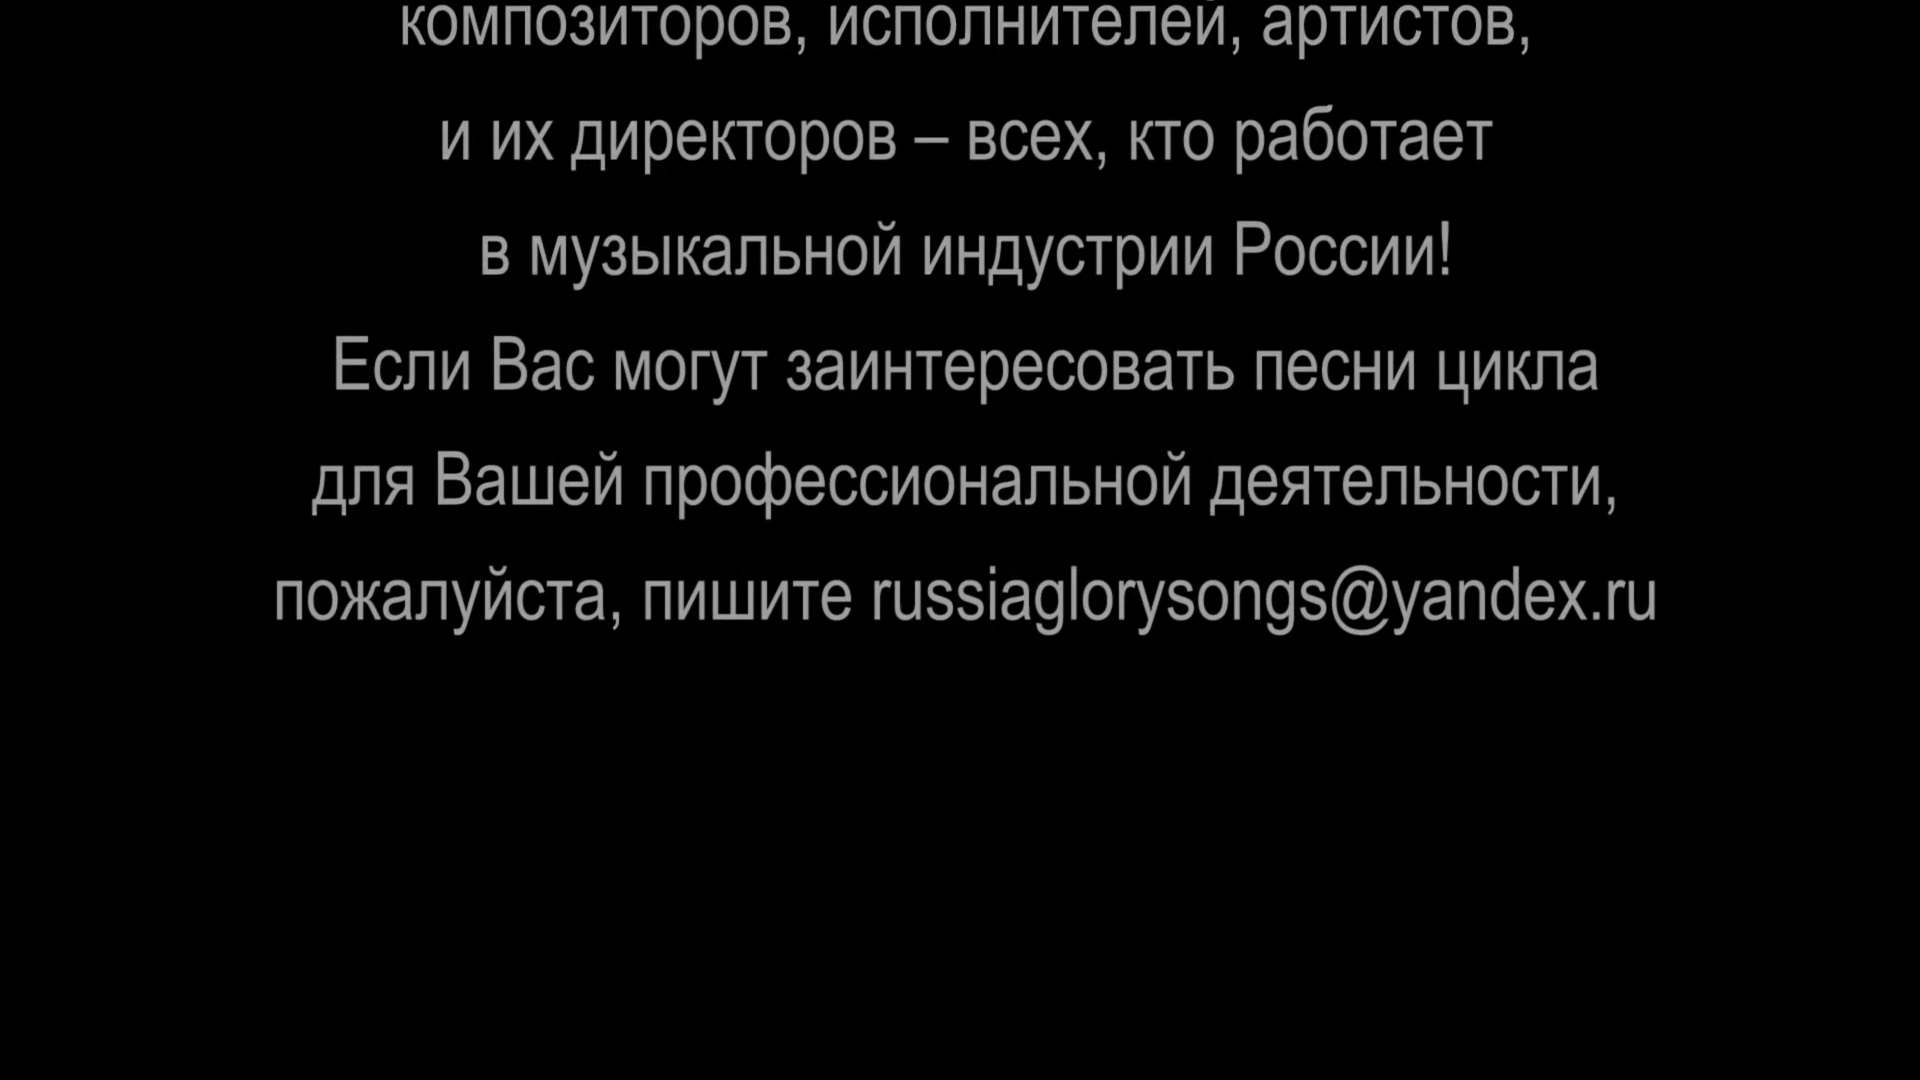 композиторов, исполнителей, артистов,
и их директоров – всех, кто работает
в музыкальной индустрии России!
Если Вас могут заинтересовать песни цикла
для Вашей профессиональной деятельности,
пожалуйста, пишите russiaglorysongs@yandex.ru